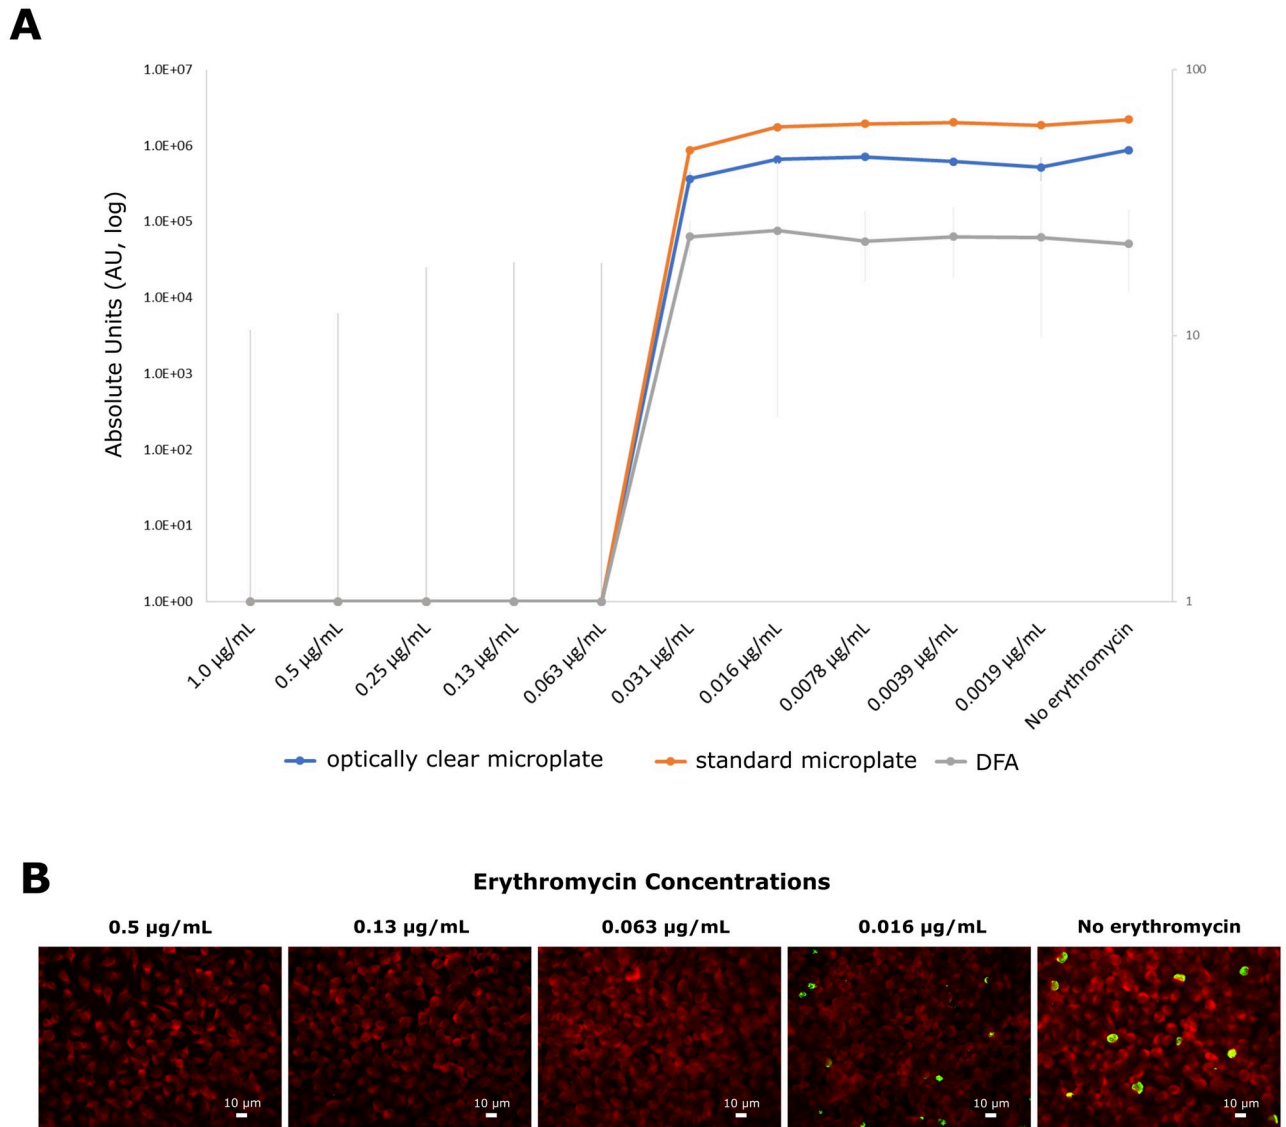 A
Absolute Units (AU, log)
1.0E+07
1.0E+06
1.0E+05
1.0E+04
1.0E+03
1.0E+02
1.0E+01
1.0E+00
100
10
1
1.0 µg/mL
0.5 µg/mL
0.25 µg/mL
0.13 µg/mL
0.063 µg/mL
0.031 µg/mL
0.016 µg/mL
0.0078 µg/mL
0.0039 µg/mL
0.0019 µg/mL
No erythromycin
optically clear microplate standard microplate DFA
B
Erythromycin Concentrations
0.5 µg/mL 0.13 µg/mL 0.063 µg/mL 0.016 µg/mL No erythromycin
10 µm 10 µm 10 µm 10 µm 10 µm